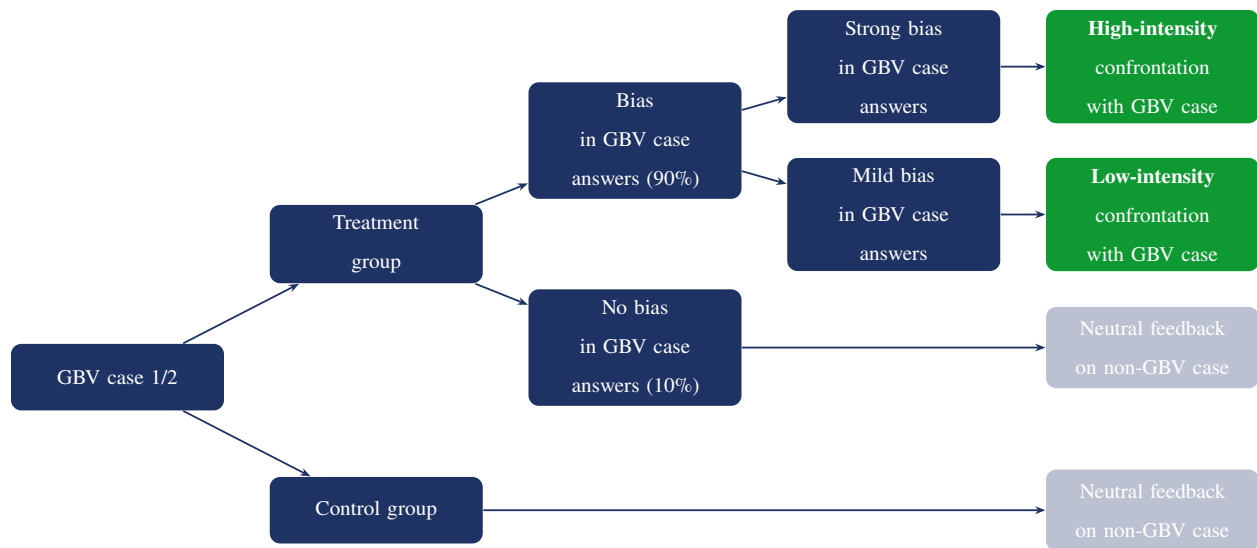 Strong bias
in GBV case
answers
High-intensity
confrontation
with GBV case
Bias
in GBV case
answers (90%)
Mild bias
in GBV case
answers
Low-intensity
confrontation
with GBV case
Treatment
group
No bias
in GBV case
answers (10%)
Neutral feedback
on non-GBV case
GBV case 1/2
Control group
Neutral feedback
on non-GBV case